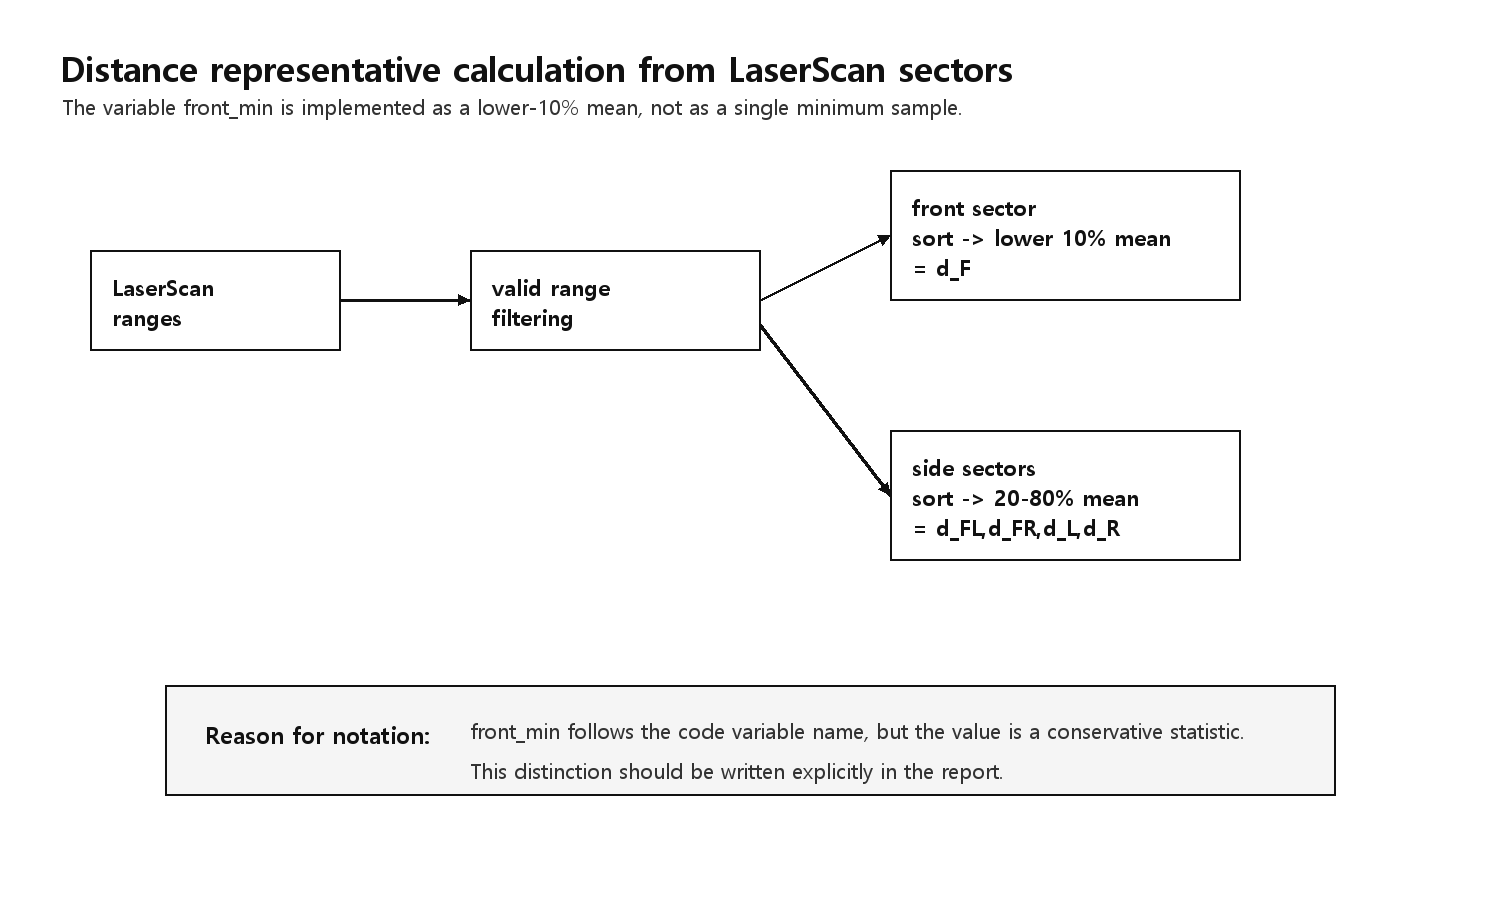 Distance representative calculation from LaserScan sectors
The variable front_min is implemented as a lower-10% mean, not as a single minimum sample.
LaserScan
ranges
valid range
filtering
front sector
sort -> lower 10% mean
= d_F
side sectors
sort -> 20-80% mean
= d_FL,d_FR,d_L,d_R
Reason for notation:
front_min follows the code variable name, but the value is a conservative statistic.
This distinction should be written explicitly in the report.